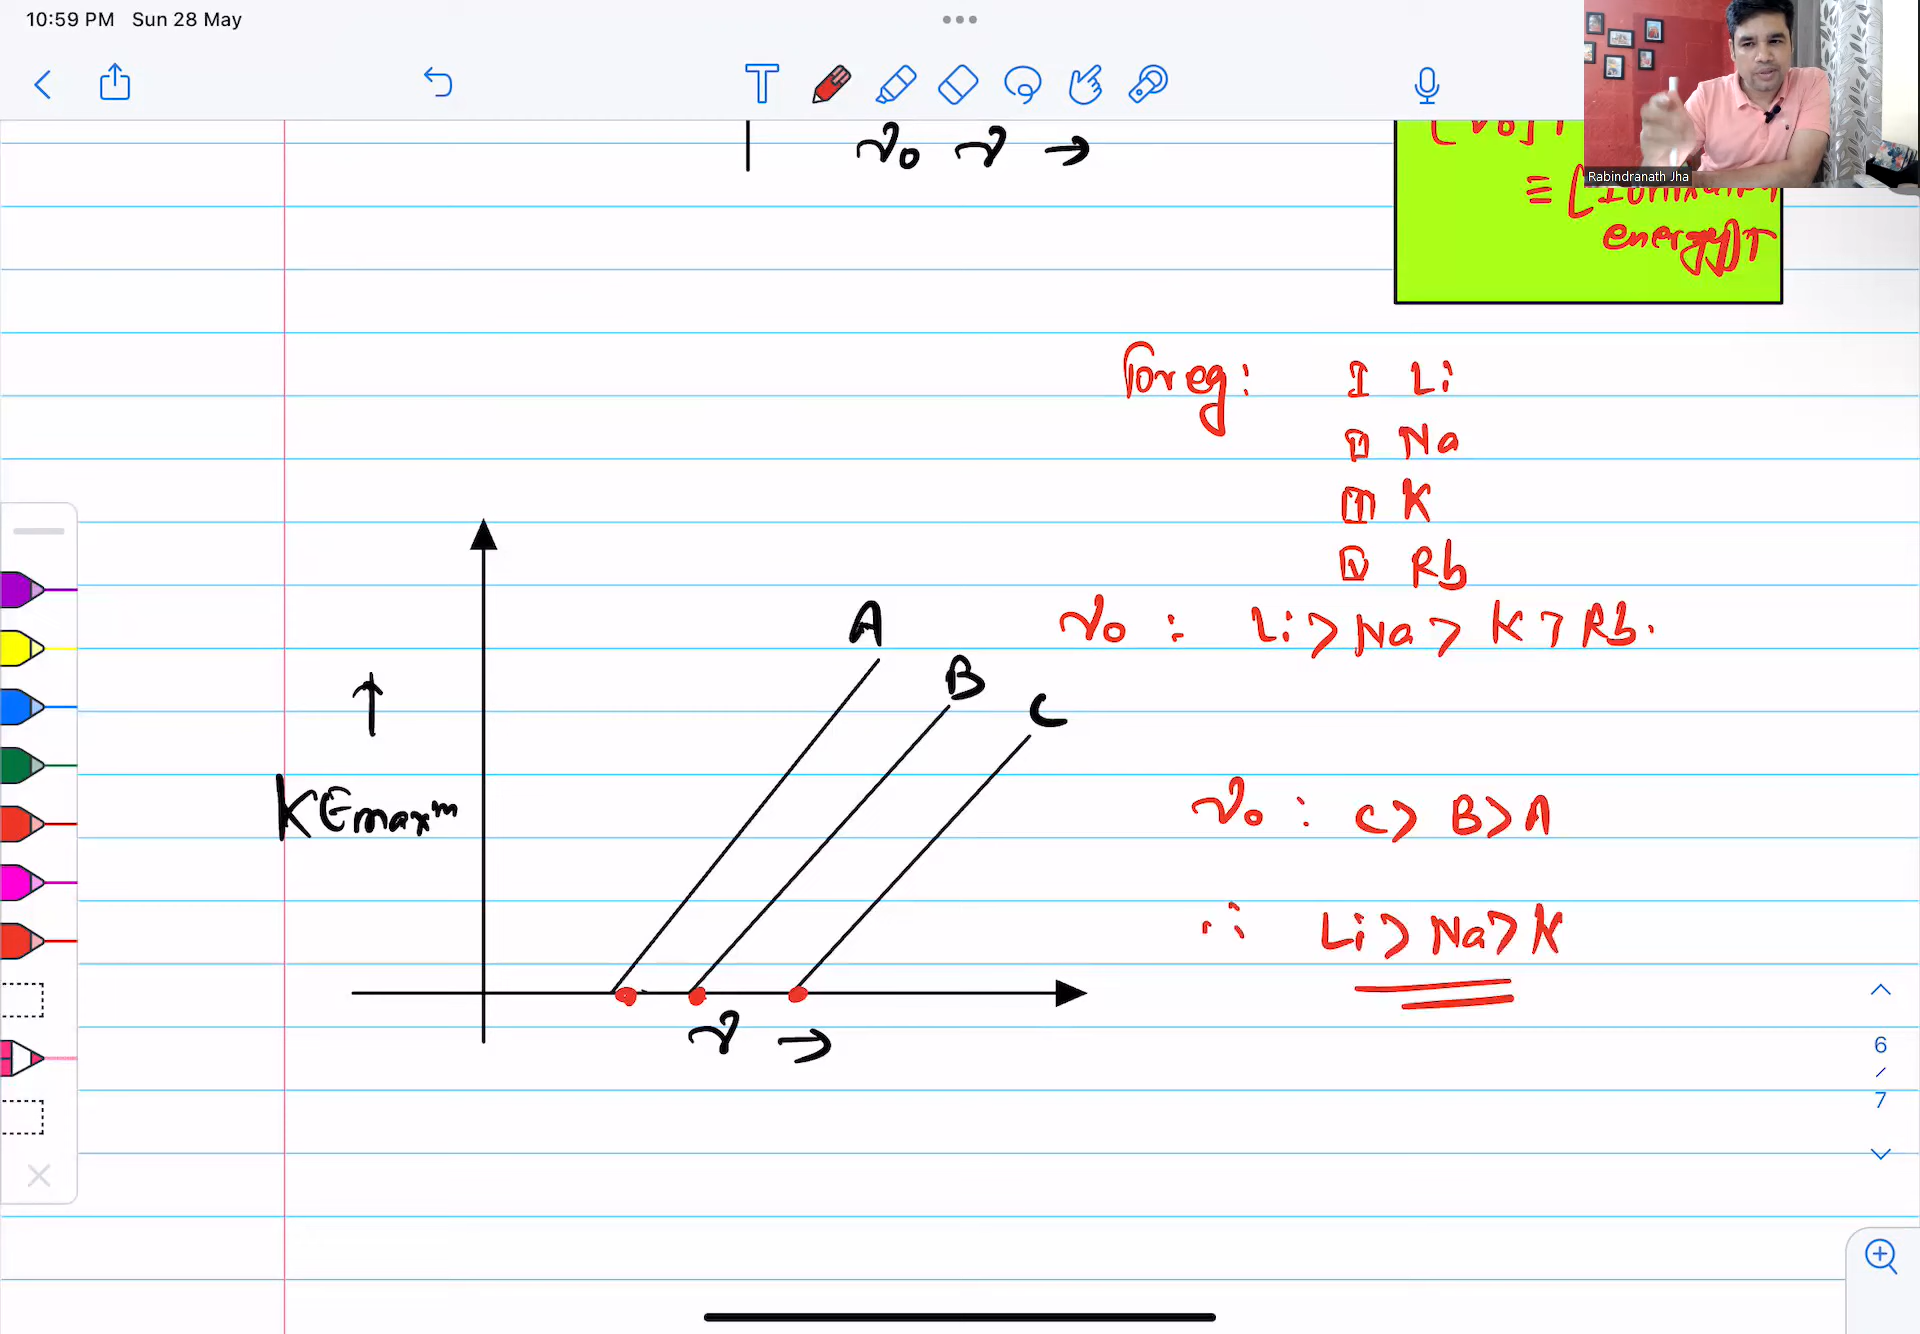 10:59 PM Sun 28 May
T
ν₀ ν →
Rabindranath Jha
energy)]↑
For eg: I Li
II Na
III K
IV Rb
ν₀ : Li > Na > K > Rb.
A
B
C
↑
KEmaxᵐ
ν₀ : C > B > A
∴ Li > Na > K
ν →
6
/
7